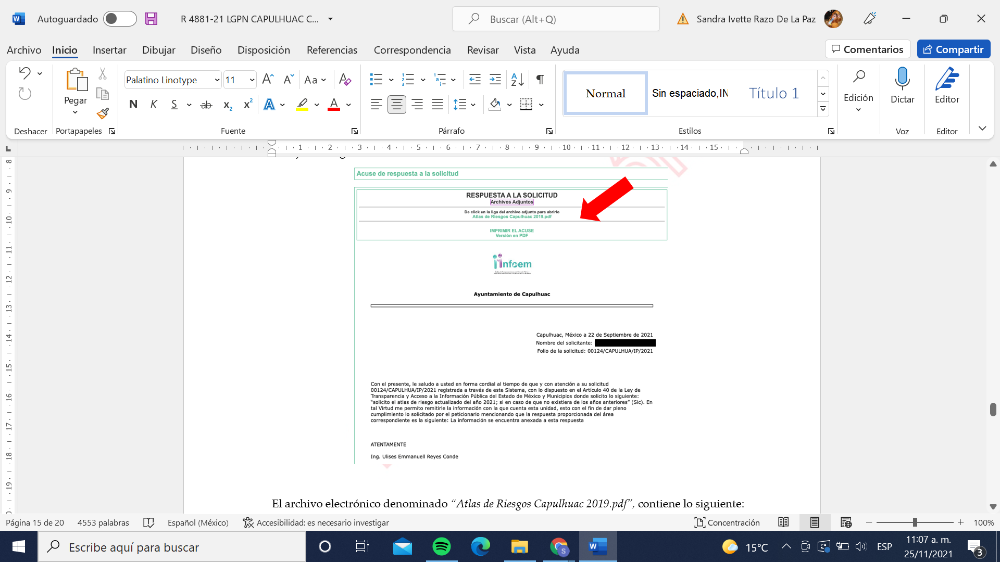 Autoguardado
R 4881-21 LGPN CAPULHUAC C...
Buscar (Alt+Q)
Sandra Ivette Razo De La Paz
Archivo Inicio Insertar Dibujar Diseño Disposición Referencias Correspondencia Revisar Vista Ayuda
Comentarios
Compartir
Pegar
Palatino Linotype
11
Aa
N K S ab x2 x2 A A
Normal
Sin espaciado,IN
Título 1
Edición
Dictar
Editor
Deshacer
Portapapeles
Fuente
Párrafo
Estilos
Voz
Editor
1 2 3 4 5 6 7 8 9 10 11 12 13 14 15
8 9 10 11 12 13 14 15 16 17 18 19
Acuse de respuesta a la solicitud
RESPUESTA A LA SOLICITUD
Archivos Adjuntos
De click en la liga del archivo adjunto para abrirlo
Atlas de Riesgos Capulhuac 2019.pdf
IMPRIMIR EL ACUSE
Versión en PDF
infoem
Ayuntamiento de Capulhuac
Capulhuac, México a 22 de Septiembre de 2021
Nombre del solicitante:
Folio de la solicitud: 00124/CAPULHUA/IP/2021
Con el presente, le saludo a usted en forma cordial al tiempo de que y con atención a su solicitud
00124/CAPULHUA/IP/2021 registrada a través de este Sistema, con lo dispuesto en el Artículo 40 de la Ley de
Transparencia y Acceso a la Información Pública del Estado de México y Municipios donde solicito lo siguiente:
"solicito el atlas de riesgo actualizado del año 2021; si en caso de que no existiera de los años anteriores" (Sic). En
tal Virtud me permito remitirle la información con la que cuenta esta unidad, esto con el fin de dar pleno
cumplimiento lo solicitado por el peticionario mencionando que la respuesta proporcionada del área
correspondiente es la siguiente: La información se encuentra anexada a esta respuesta
ATENTAMENTE
Ing. Ulises Emmanuell Reyes Conde
El archivo electrónico denominado “Atlas de Riesgos Capulhuac 2019.pdf”, contiene lo siguiente:
Página 15 de 20
4553 palabras
Español (México)
Accesibilidad: es necesario investigar
Concentración
100%
Escribe aquí para buscar
15°C
ESP
11:07 a. m.
25/11/2021
3